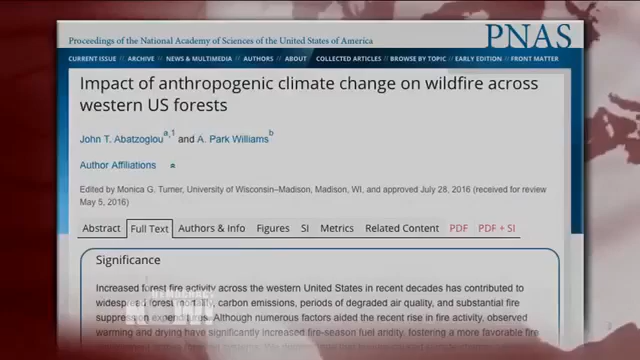 Proceedings of the National Academy of Sciences of the United States of America
PNAS
CURRENT ISSUE // ARCHIVE // NEWS & MULTIMEDIA // AUTHORS // ABOUT COLLECTED ARTICLES // BROWSE BY TOPIC // EARLY EDITION // FRONT MATTER
Impact of anthropogenic climate change on wildfire across
western US forests
John T. Abatzoglou a,1 and A. Park Williams b
Author Affiliations
Edited by Monica G. Turner, University of Wisconsin–Madison, Madison, WI, and approved July 28, 2016 (received for review
May 5, 2016)
Abstract Full Text Authors & Info Figures SI Metrics Related Content PDF PDF + SI
Significance
Increased forest fire activity across the western United States in recent decades has contributed to
widespread forest mortality, carbon emissions, periods of degraded air quality, and substantial fire
suppression expenditures. Although numerous factors aided the recent rise in fire activity, observed
warming and drying have significantly increased fire-season fuel aridity, fostering a more favorable fire
DEMOCRACY
NOW!